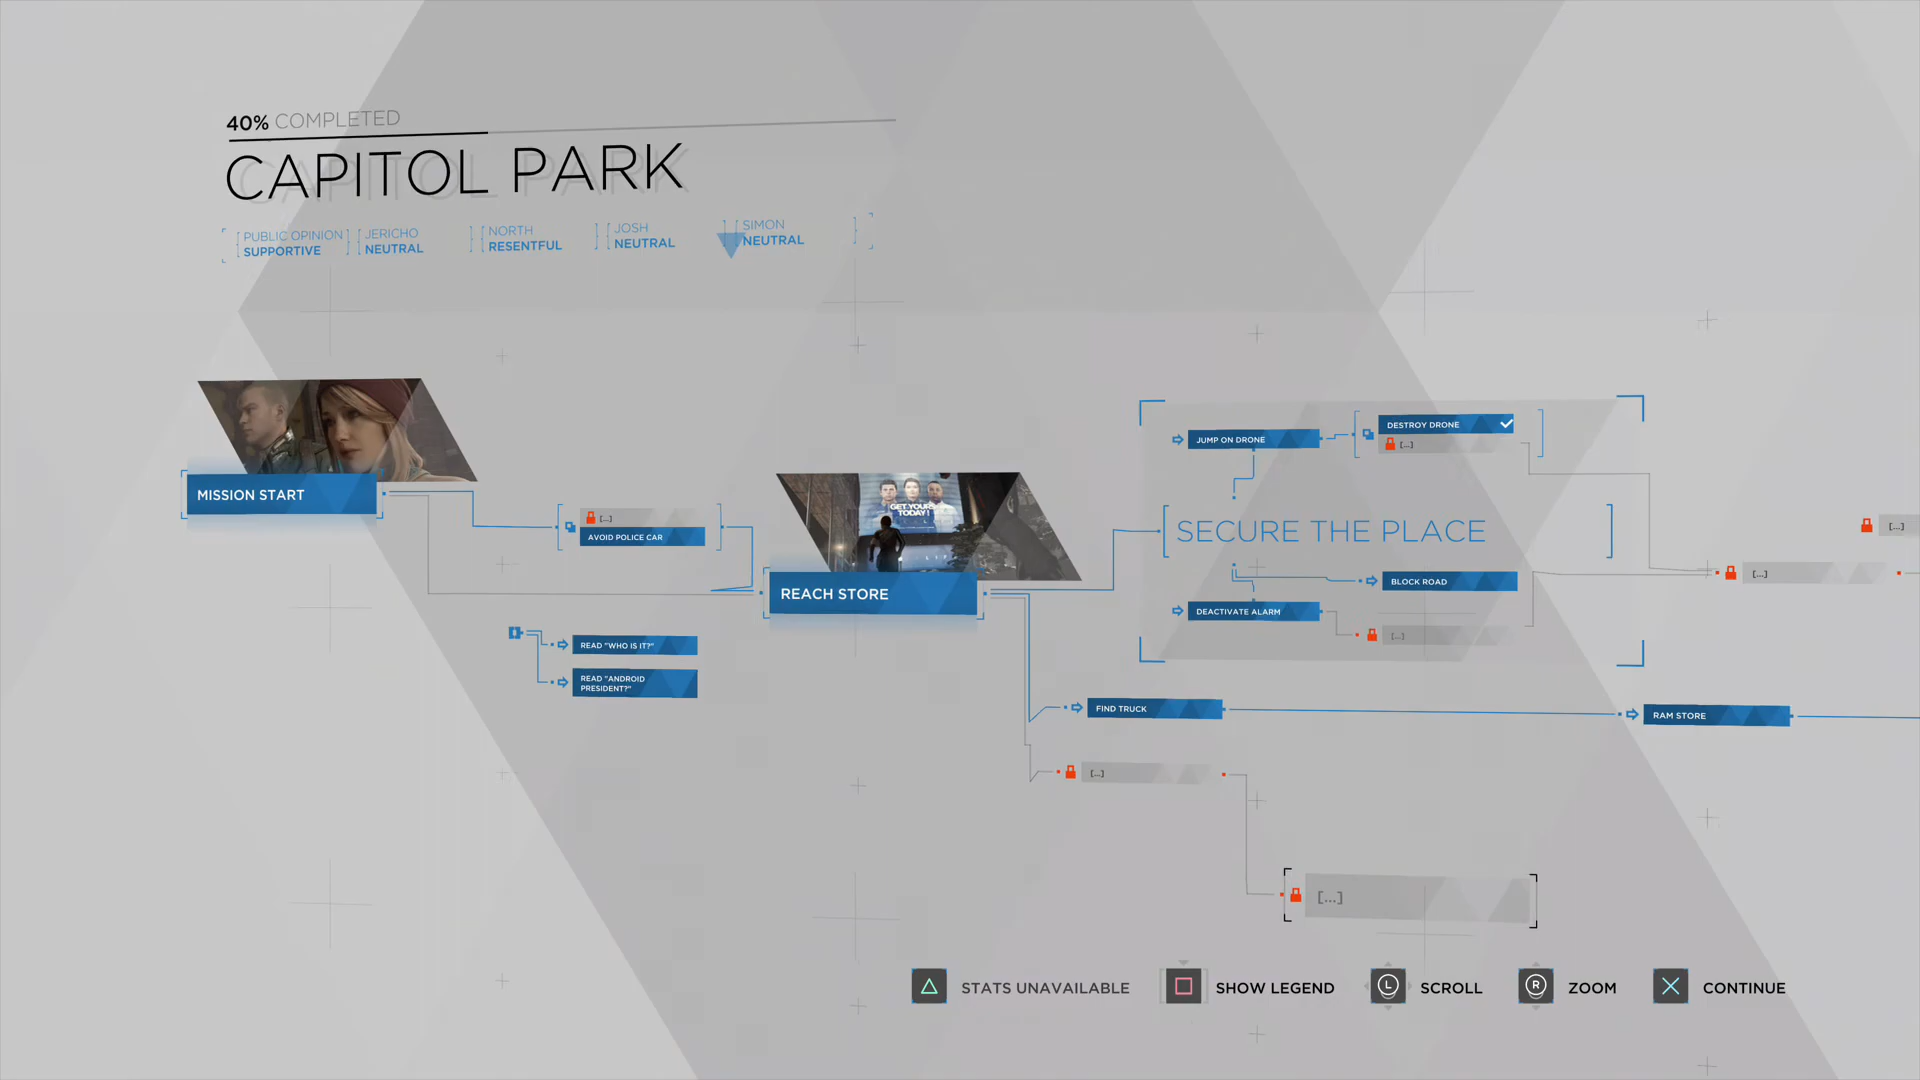 40% COMPLETED
CAPITOL PARK
PUBLIC OPINION
SUPPORTIVE
JERICHO
NEUTRAL
NORTH
RESENTFUL
JOSH
NEUTRAL
SIMON
NEUTRAL
MISSION START
[...]
AVOID POLICE CAR
READ "WHO IS IT?"
READ "ANDROID
PRESIDENT?"
GET YOURS
TODAY!
REACH STORE
JUMP ON DRONE
DESTROY DRONE
[...]
SECURE THE PLACE
BLOCK ROAD
DEACTIVATE ALARM
[...]
[...]
[...]
FIND TRUCK
RAM STORE
[...]
[...]
STATS UNAVAILABLE
SHOW LEGEND
L
SCROLL
R
ZOOM
CONTINUE